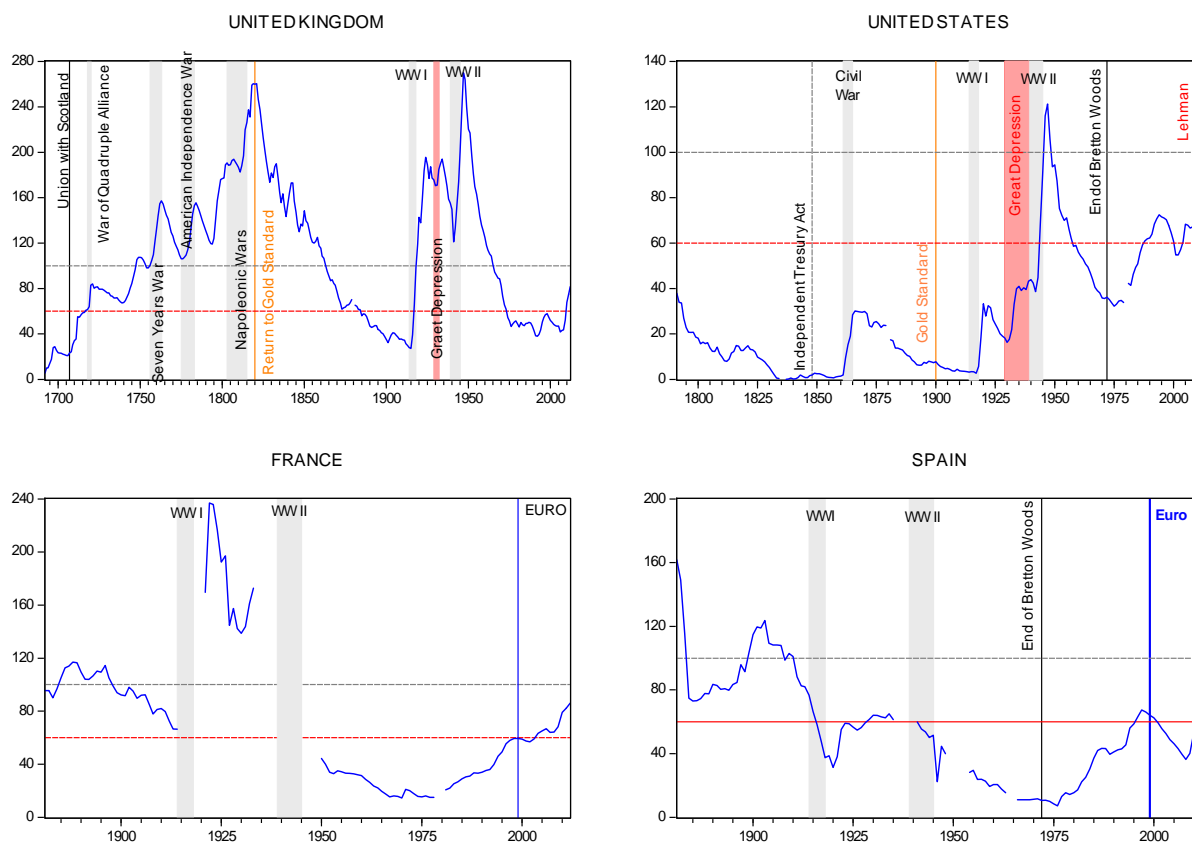 UNITED KINGDOM
280
240
200
160
120
80
40
0
1700
1750
1800
1850
1900
1950
2000
Union with Scotland
War of Quadruple Alliance
Seven Years War
American Independence War
Napoleonic Wars
Return to Gold Standard
WW I
Graet Depression
WW II
UNITED STATES
140
120
100
80
60
40
20
0
1800
1825
1850
1875
1900
1925
1950
1975
2000
Independent Tresury Act
Civil
War
Gold Standard
WW I
Great Depression
WW II
End of Bretton Woods
Lehman
FRANCE
240
200
160
120
80
40
0
1900
1925
1950
1975
2000
WW I
WW II
EURO
SPAIN
200
160
120
80
40
0
1900
1925
1950
1975
2000
WWI
WW II
End of Bretton Woods
Euro